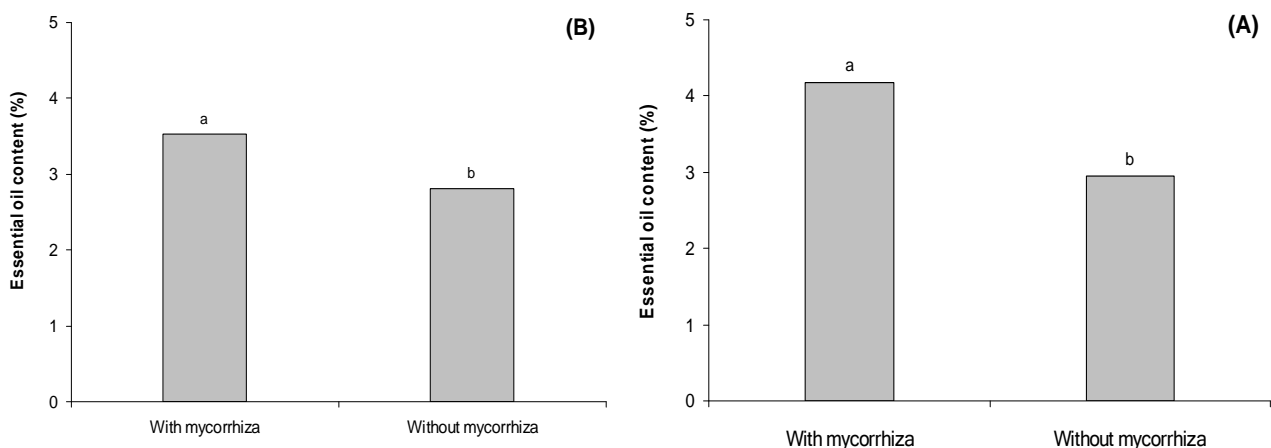 (B)
Essential oil content (%)
5
4
3
2
1
0
a
b
With mycorrhiza
Without mycorrhiza
(A)
Essential oil content (%)
5
4
3
2
1
0
a
b
With mycorrhiza
Without mycorrhiza